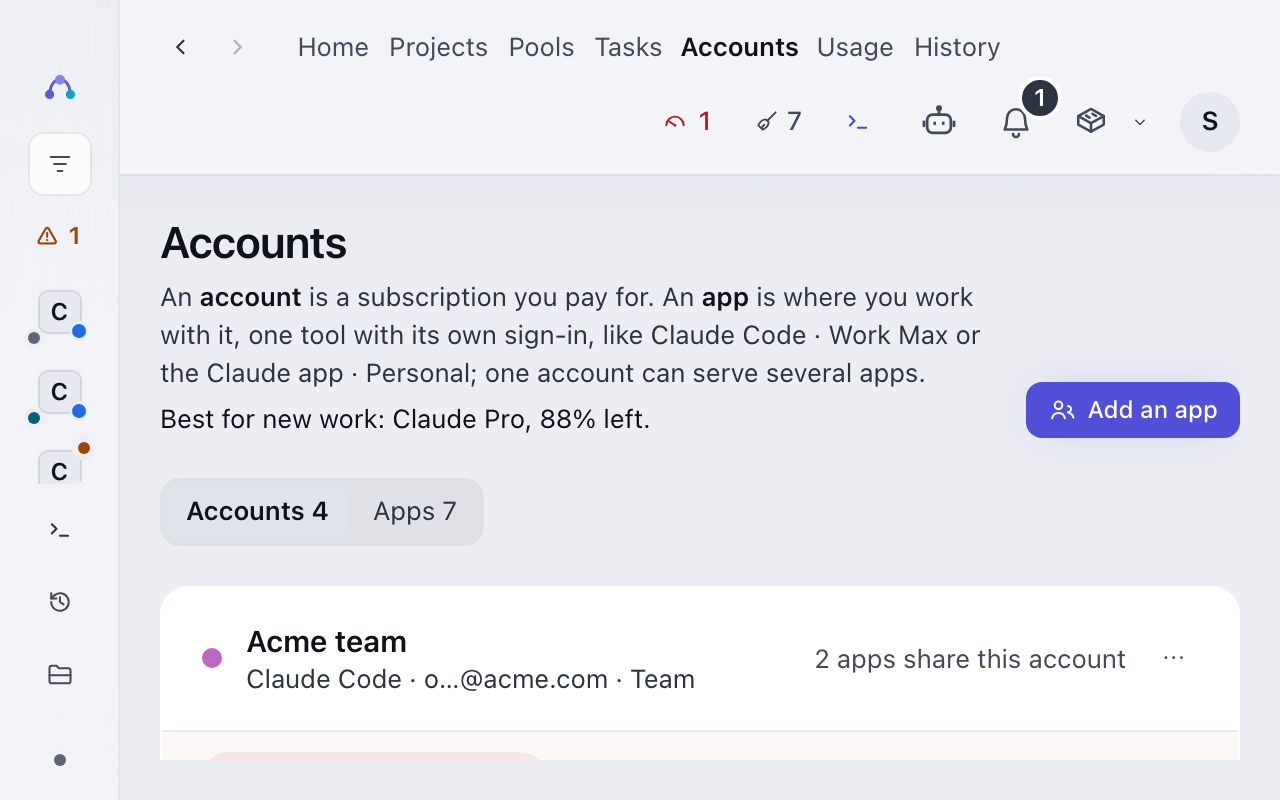 Home Projects Pools Tasks Accounts Usage History
1 7 1 S
1
C
C
C
Accounts
An account is a subscription you pay for. An app is where you work
with it, one tool with its own sign-in, like Claude Code · Work Max or
the Claude app · Personal; one account can serve several apps.
Best for new work: Claude Pro, 88% left.
Add an app
Accounts 4 Apps 7
Acme team
Claude Code · o...@acme.com · Team
2 apps share this account